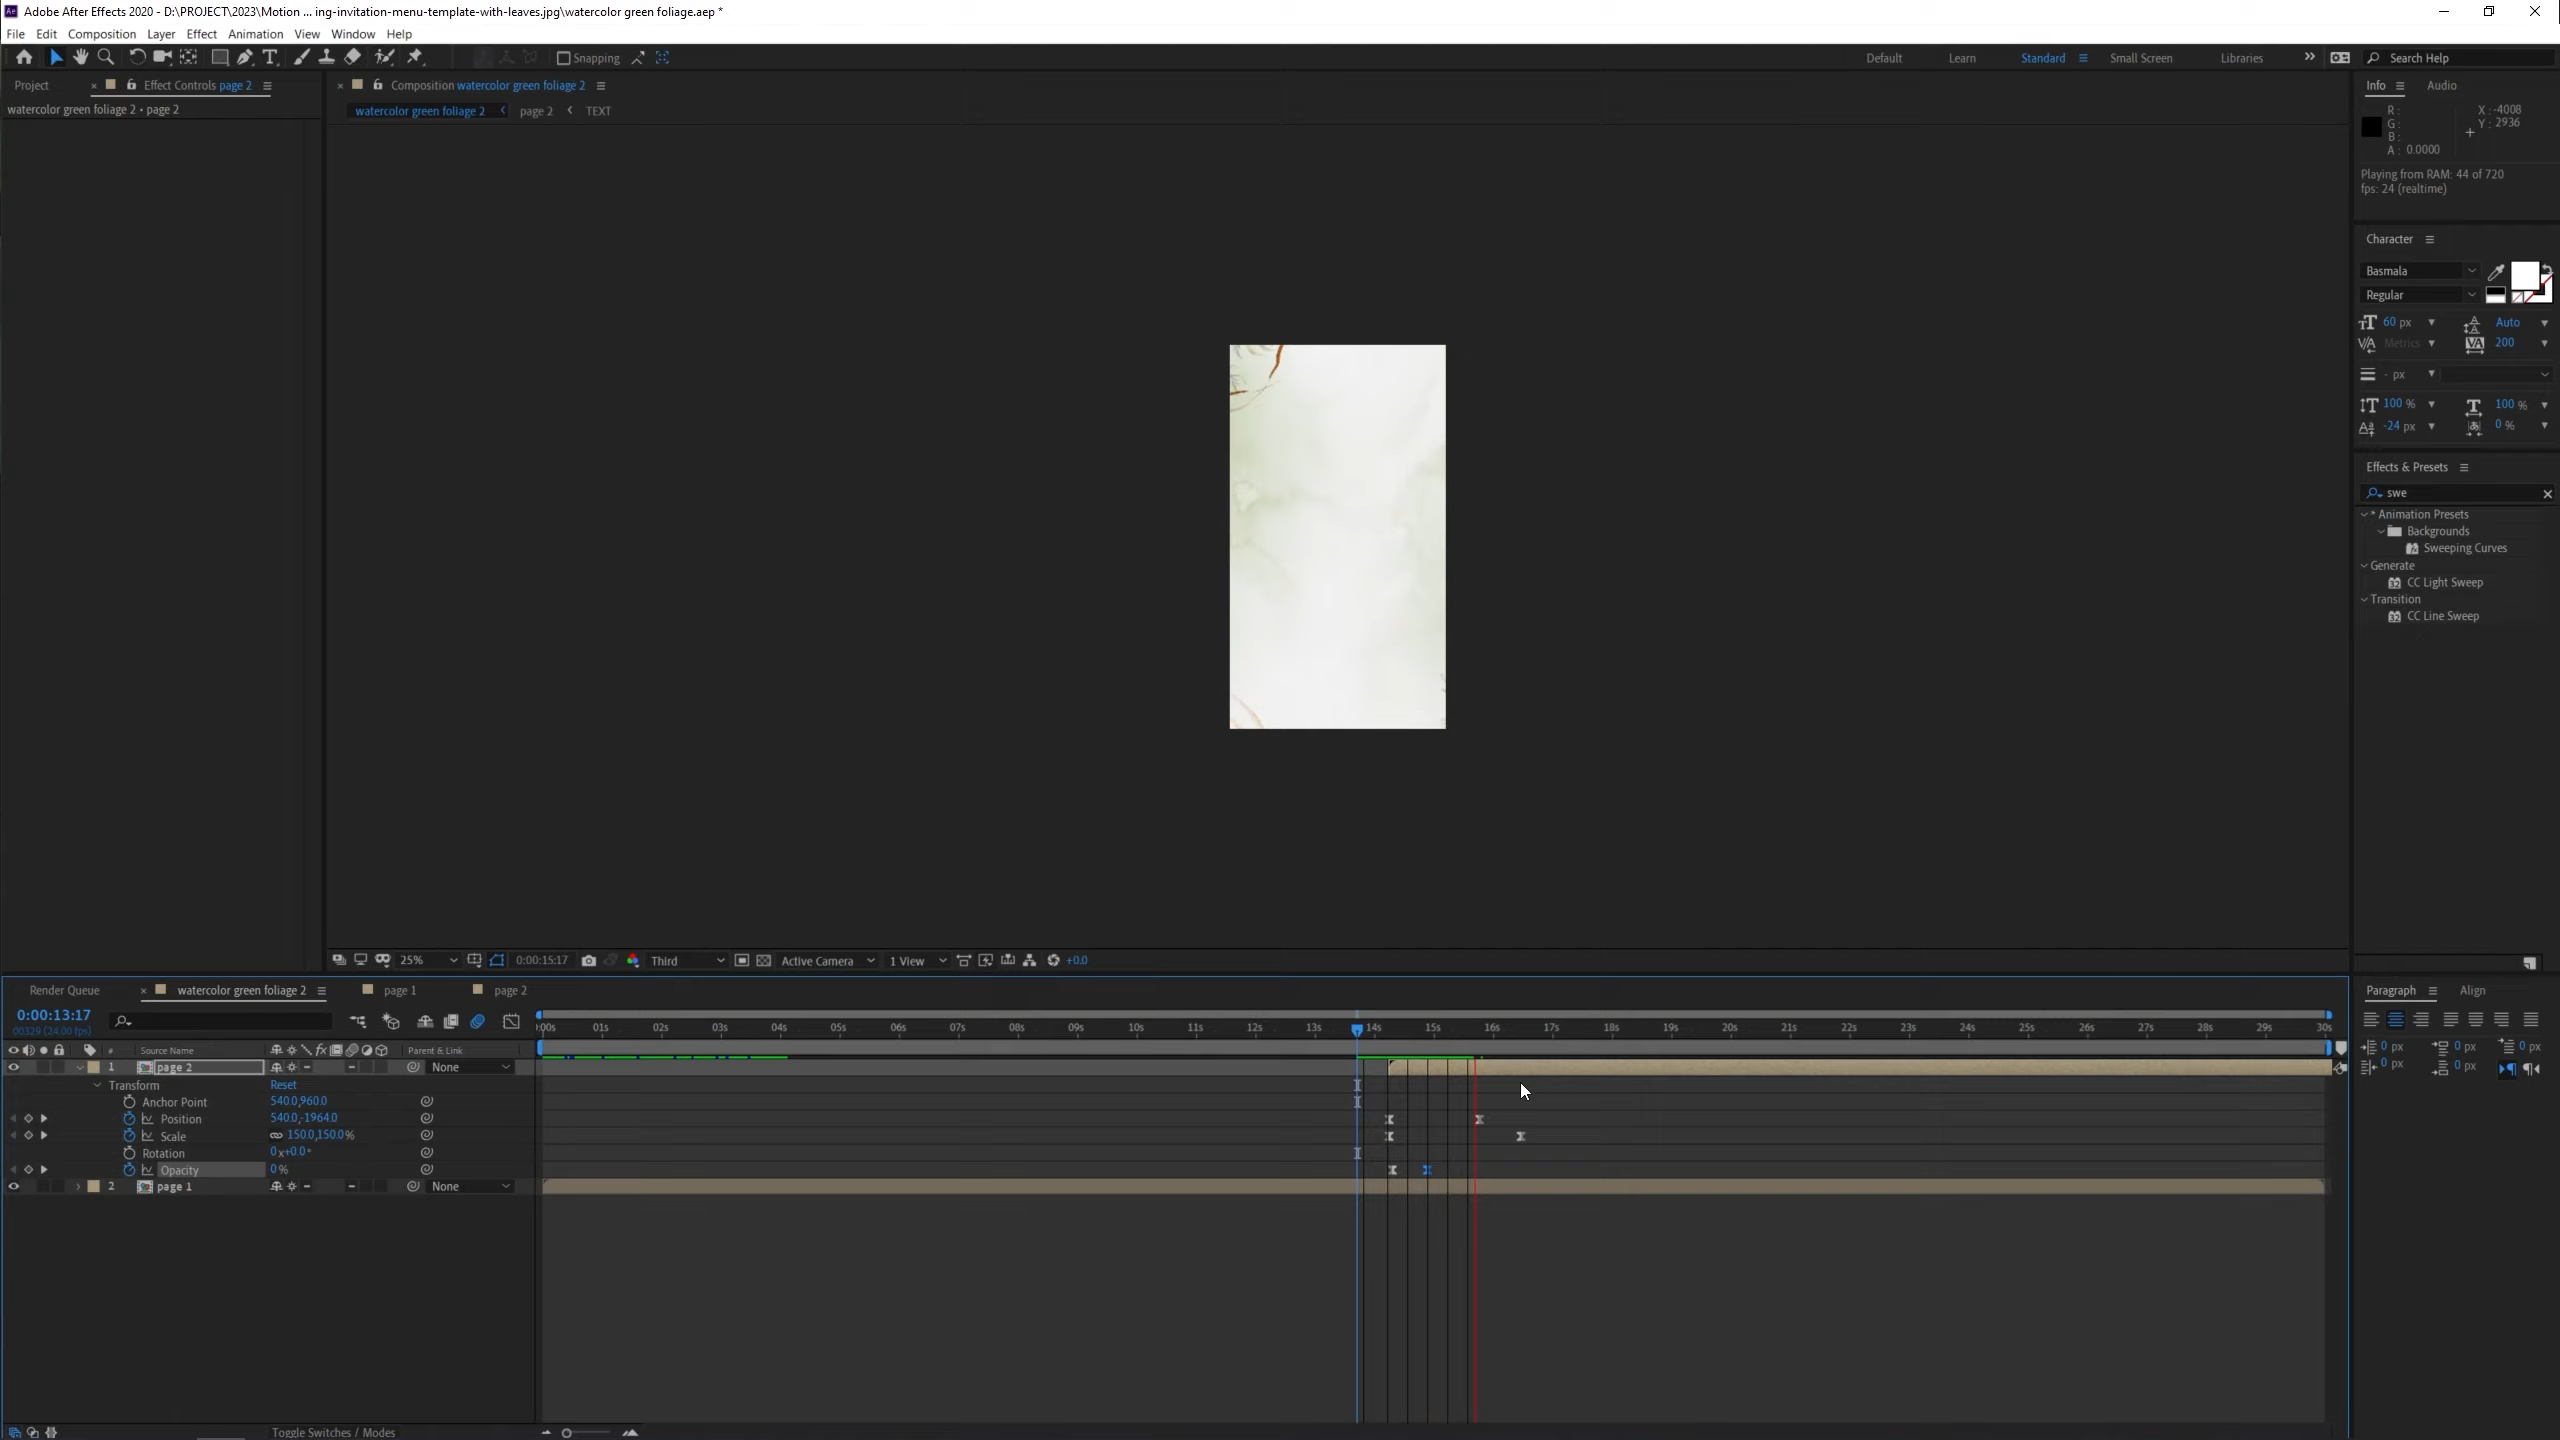 Adobe After Effects 2020 - D:\PROJECT\2023\Motion ... ing-invitation-menu-template-with-leaves.jpg\watercolor green foliage.aep *
File Edit Composition Layer Effect Animation View Window Help
Snapping Default Learn Standard Small Screen Libraries Search Help
Project Effect Controls page 2 Composition watercolor green foliage 2 Info Audio
watercolor green foliage 2 • page 2
watercolor green foliage 2 page 2 TEXT
R : X : -4008
G : Y : 2936
B :
A : 0.0000
Playing from RAM: 44 of 720
fps: 24 (realtime)
Character
Basmala
Regular
60 px Auto
Metrics 200
- px
100 % 100 %
-24 px 0 %
Effects & Presets
swe
* Animation Presets
Backgrounds
Sweeping Curves
Generate
CC Light Sweep
Transition
CC Line Sweep
25% 0:00:15:17 Third Active Camera 1 View +0.0
Render Queue watercolor green foliage 2 page 1 page 2 Paragraph Align
0:00:13:17
00329 (24.00 fps)
:00s 01s 02s 03s 04s 05s 06s 07s 08s 09s 10s 11s 12s 13s 14s 15s 16s 17s 18s 19s 20s 21s 22s 23s 24s 25s 26s 27s 28s 29s 30s
# Source Name Parent & Link
0 px 0 px 0 px
0 px 0 px
1 page 2 None
Transform Reset
Anchor Point 540.0,960.0
Position 540.0,-1964.0
Scale 150.0,150.0%
Rotation 0x+0.0°
Opacity 0%
2 page 1 None
Toggle Switches / Modes